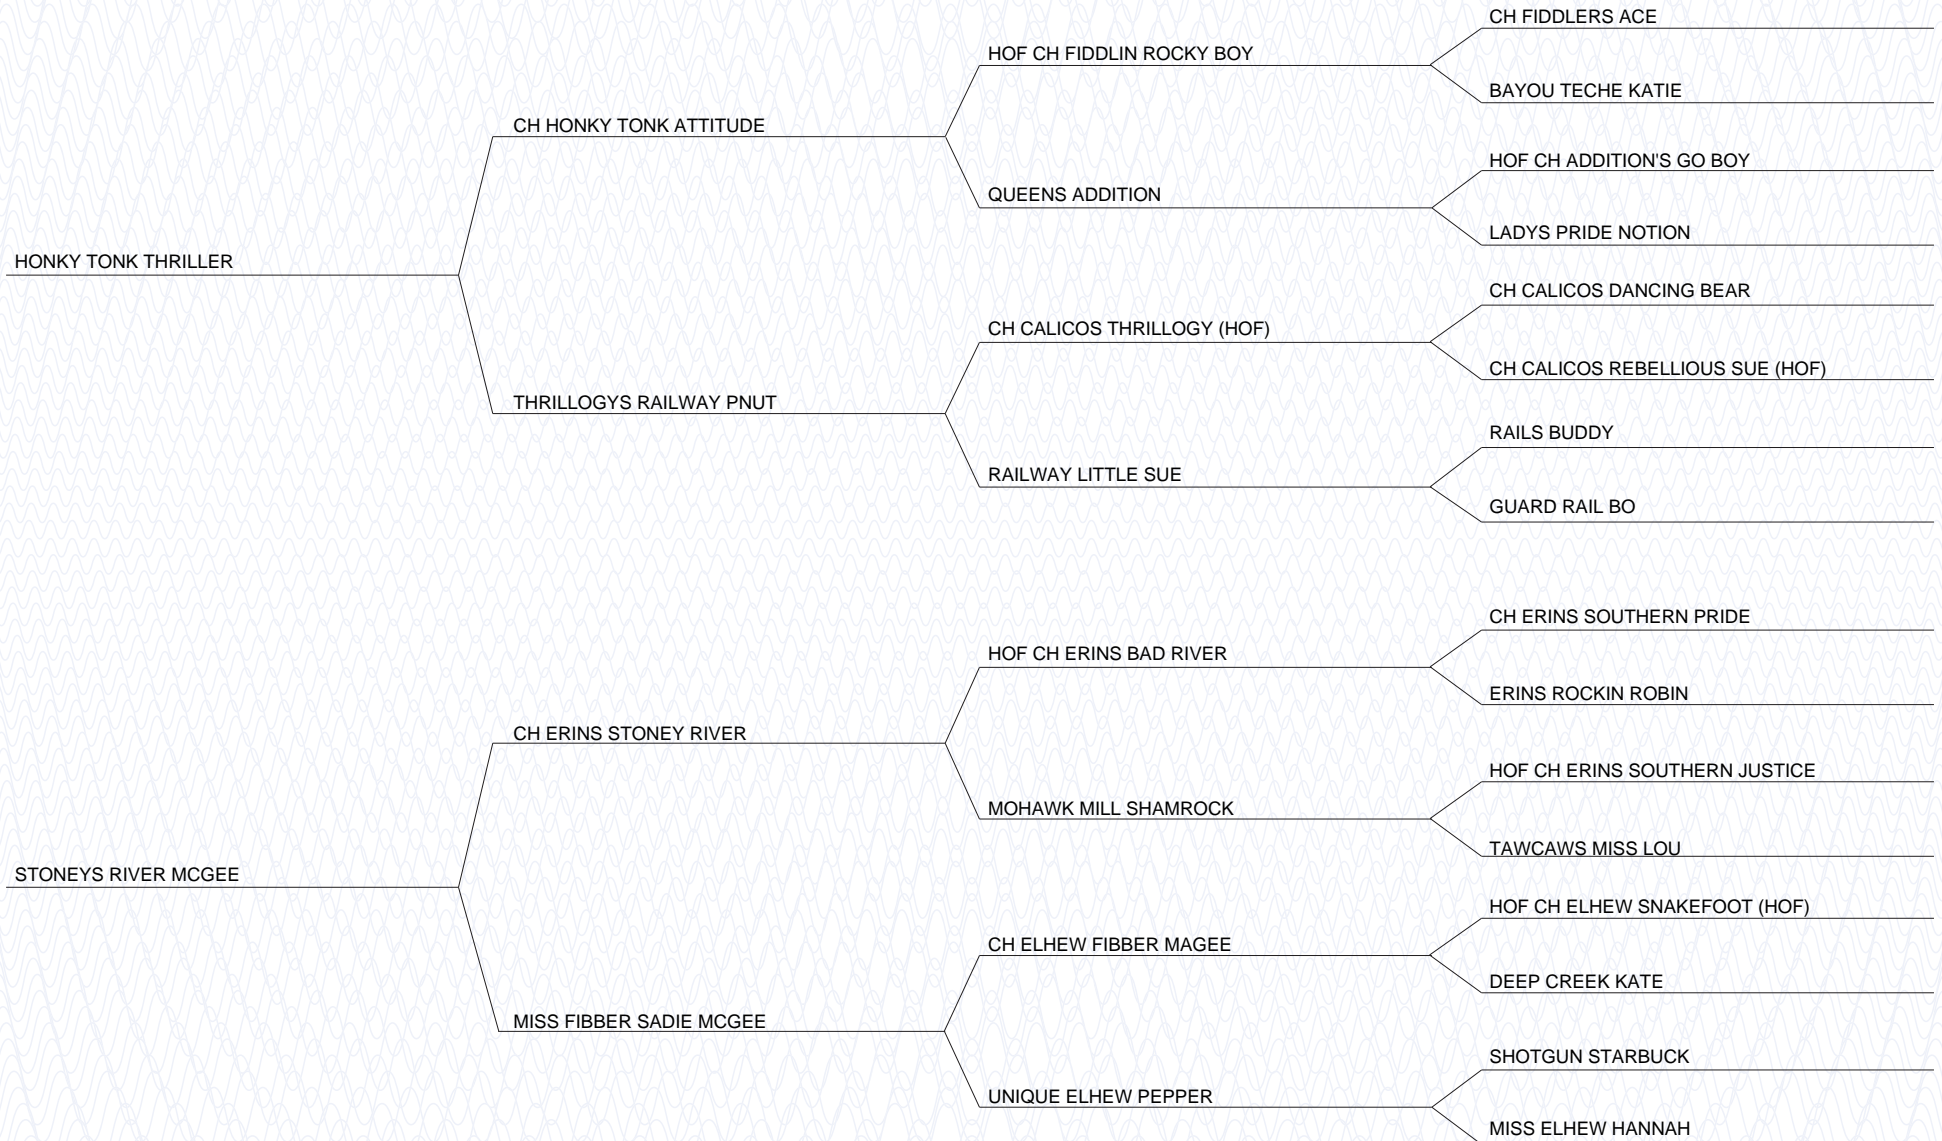 CH FIDDLERS ACE
HOF CH FIDDLIN ROCKY BOY
BAYOU TECHE KATIE
CH HONKY TONK ATTITUDE
HOF CH ADDITION'S GO BOY
QUEENS ADDITION
LADYS PRIDE NOTION
HONKY TONK THRILLER
CH CALICOS DANCING BEAR
CH CALICOS THRILLOGY (HOF)
CH CALICOS REBELLIOUS SUE (HOF)
THRILLOGYS RAILWAY PNUT
RAILS BUDDY
RAILWAY LITTLE SUE
GUARD RAIL BO
CH ERINS SOUTHERN PRIDE
HOF CH ERINS BAD RIVER
ERINS ROCKIN ROBIN
CH ERINS STONEY RIVER
HOF CH ERINS SOUTHERN JUSTICE
MOHAWK MILL SHAMROCK
TAWCAWS MISS LOU
STONEYS RIVER MCGEE
HOF CH ELHEW SNAKEFOOT (HOF)
CH ELHEW FIBBER MAGEE
DEEP CREEK KATE
MISS FIBBER SADIE MCGEE
SHOTGUN STARBUCK
UNIQUE ELHEW PEPPER
MISS ELHEW HANNAH